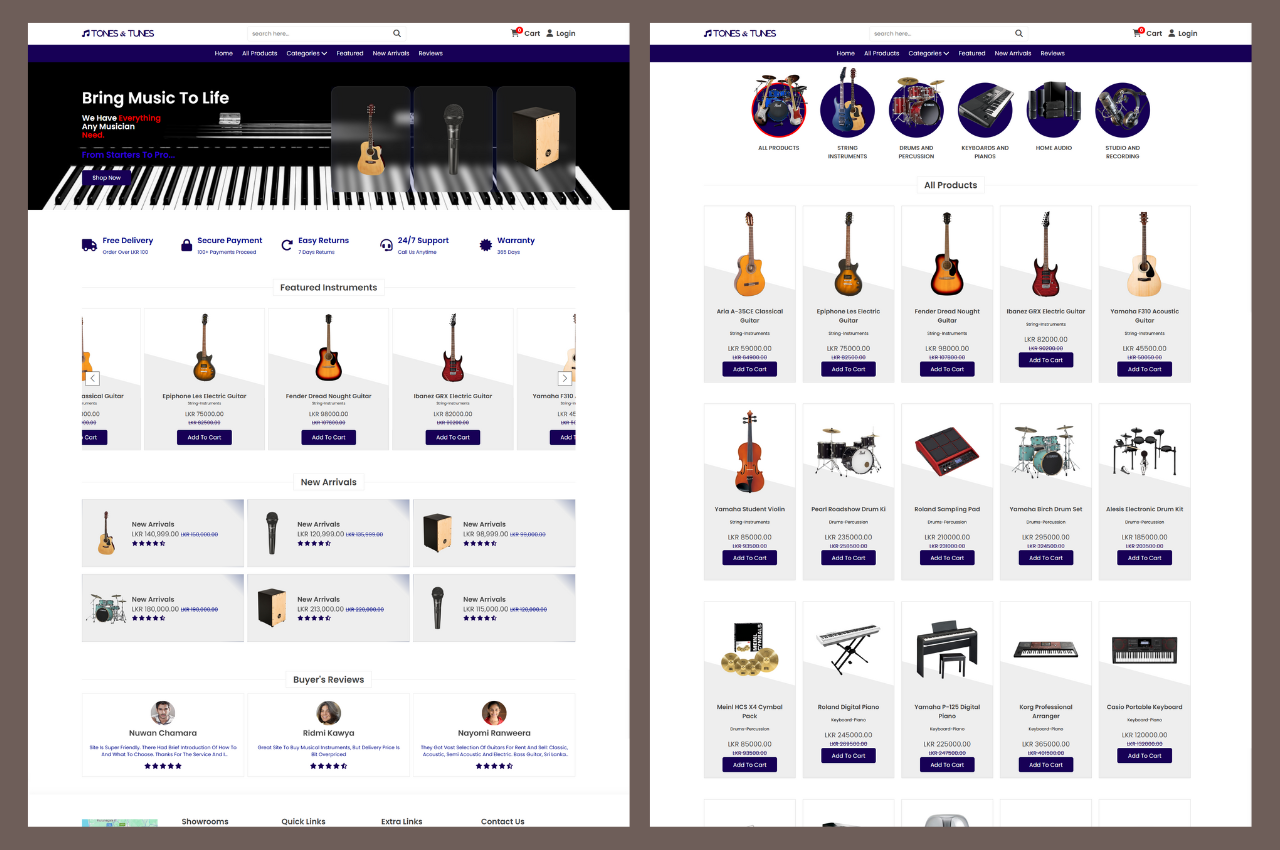 TONES & TUNES
search here..
0
Cart
Login
Home
All Products
Categories
Featured
New Arrivals
Reviews
Bring Music To Life
We Have Everything
Any Musician
Need.
From Starters To Pro...
Shop Now
Free Delivery
Order Over LKR 100
Secure Payment
100+ Payments Proceed
Easy Returns
7 Days Returns
24/7 Support
Call Us Anytime
Warranty
365 Days
Featured Instruments
assical Guitar
uments
00.00
00.00
o Cart
Epiphone Les Electric Guitar
String-Instruments
LKR 75000.00
LKR 82500.00
Add To Cart
Fender Dread Nought Guitar
String-Instruments
LKR 98000.00
LKR 107800.00
Add To Cart
Ibanez GRX Electric Guitar
String-Instruments
LKR 82000.00
LKR 90200.00
Add To Cart
Yamaha F310
LKR 45
Add T
New Arrivals
New Arrivals
LKR 140,999.00 LKR 150,000.00
New Arrivals
LKR 120,999.00 LKR 135,999.00
New Arrivals
LKR 98,999.00 LKR 99,000.00
New Arrivals
LKR 180,000.00 LKR 190,000.00
New Arrivals
LKR 213,000.00 LKR 220,000.00
New Arrivals
LKR 115,000.00 LKR 120,000.00
Buyer's Reviews
Nuwan Chamara
Site Is Super Friendly. There Had Brief Introduction Of How To
And What To Choose. Thanks For The Service And I..
Ridmi Kawya
Great Site To Buy Musical Instruments, But Delivery Price Is
Bit Overpriced
Nayomi Ranweera
They Got Vast Selection Of Guitars For Rent And Sell: Classic,
Acoustic, Semi Acoustic And Electric. Bass Guitar, Sri Lanka..
Showrooms
Quick Links
Extra Links
Contact Us
TONES & TUNES
search here..
0
Cart
Login
Home
All Products
Categories
Featured
New Arrivals
Reviews
ALL PRODUCTS
STRING
INSTRUMENTS
DRUMS AND
PERCUSSION
KEYBOARDS AND
PIANOS
HOME AUDIO
STUDIO AND
RECORDING
All Products
Aria A-35CE Classical
Guitar
String-Instruments
LKR 59000.00
LKR 64900.00
Add To Cart
Epiphone Les Electric
Guitar
String-Instruments
LKR 75000.00
LKR 82500.00
Add To Cart
Fender Dread Nought
Guitar
String-Instruments
LKR 98000.00
LKR 107800.00
Add To Cart
Ibanez GRX Electric Guitar
String-Instruments
LKR 82000.00
LKR 90200.00
Add To Cart
Yamaha F310 Acoustic
Guitar
String-Instruments
LKR 45500.00
LKR 50050.00
Add To Cart
Yamaha Student Violin
String-Instruments
LKR 85000.00
LKR 93500.00
Add To Cart
Pearl Roadshow Drum Ki
Drums-Percussion
LKR 235000.00
LKR 258500.00
Add To Cart
Roland Sampling Pad
Drums-Percussion
LKR 210000.00
LKR 231000.00
Add To Cart
Yamaha Birch Drum Set
Drums-Percussion
LKR 295000.00
LKR 324500.00
Add To Cart
Alesis Electronic Drum Kit
Drums-Percussion
LKR 185000.00
LKR 203500.00
Add To Cart
Meinl HCS X4 Cymbal
Pack
Drums-Percussion
LKR 85000.00
LKR 93500.00
Add To Cart
Roland Digital Piano
Keyboard-Piano
LKR 245000.00
LKR 269500.00
Add To Cart
Yamaha P-125 Digital
Piano
Keyboard-Piano
LKR 225000.00
LKR 247500.00
Add To Cart
Korg Professional
Arranger
Keyboard-Piano
LKR 365000.00
LKR 401500.00
Add To Cart
Casio Portable Keyboard
Keyboard-Piano
LKR 120000.00
LKR 132000.00
Add To Cart